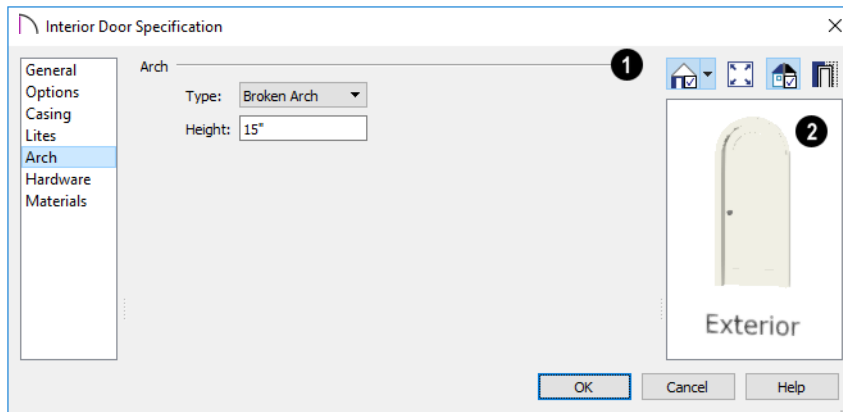 Interior Door Specification
General
Options
Casing
Lites
Arch
Hardware
Materials
Arch
Type: Broken Arch
Height: 15"
1
2
Exterior
OK Cancel Help